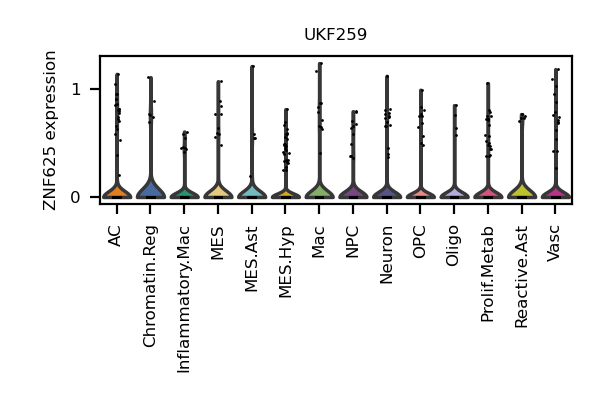 UKF259
ZNF625 expression
1
0
AC
Chromatin.Reg
Inflammatory.Mac
MES
MES.Ast
MES.Hyp
Mac
NPC
Neuron
OPC
Oligo
Prolif.Metab
Reactive.Ast
Vasc